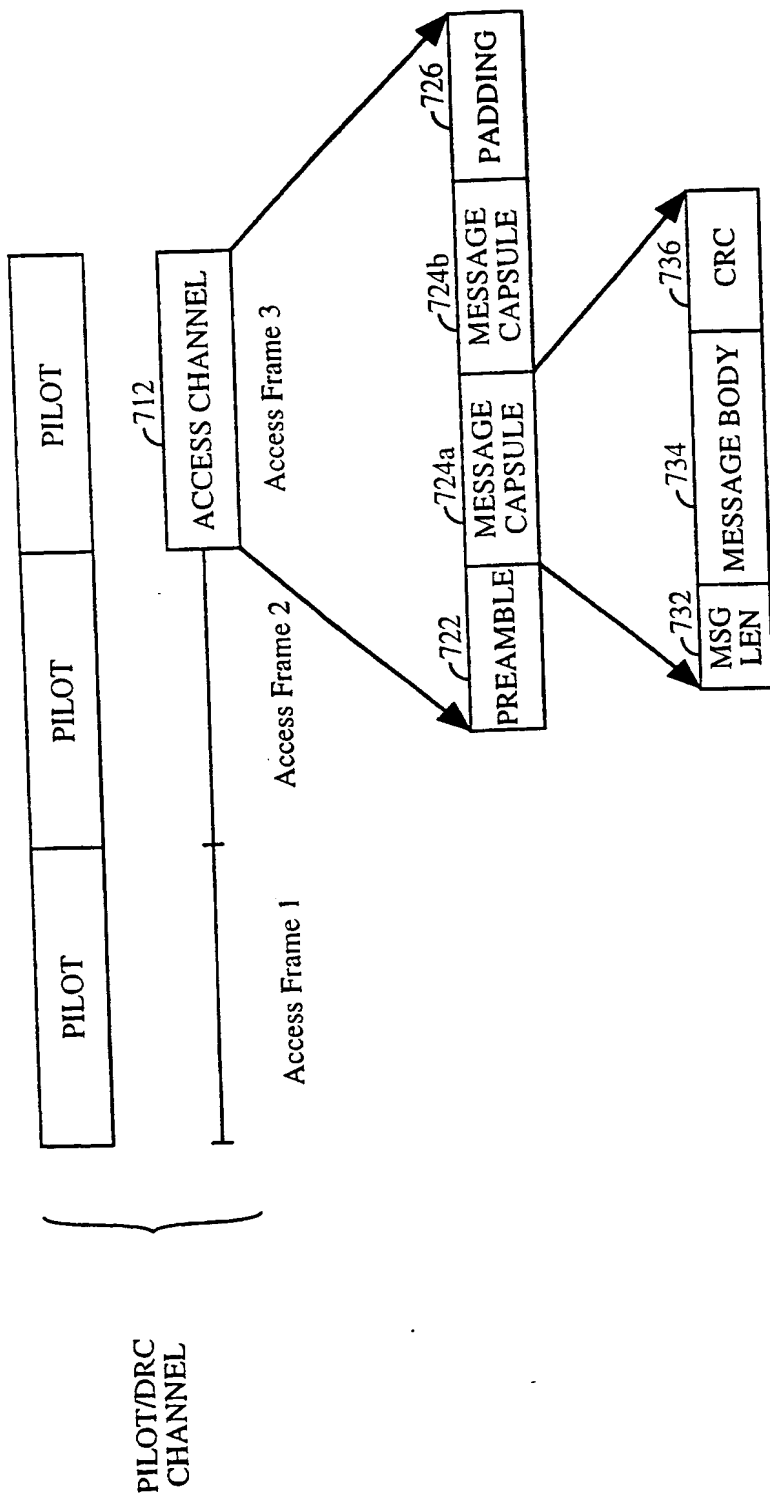 PILOT/DRC
CHANNEL
PILOT
PILOT
PILOT
712
ACCESS CHANNEL
Access Frame 1
Access Frame 2
Access Frame 3
722
724a
724b
726
PREAMBLE
MESSAGE
CAPSULE
MESSAGE
CAPSULE
PADDING
732
734
736
MSG
LEN
MESSAGE BODY
CRC